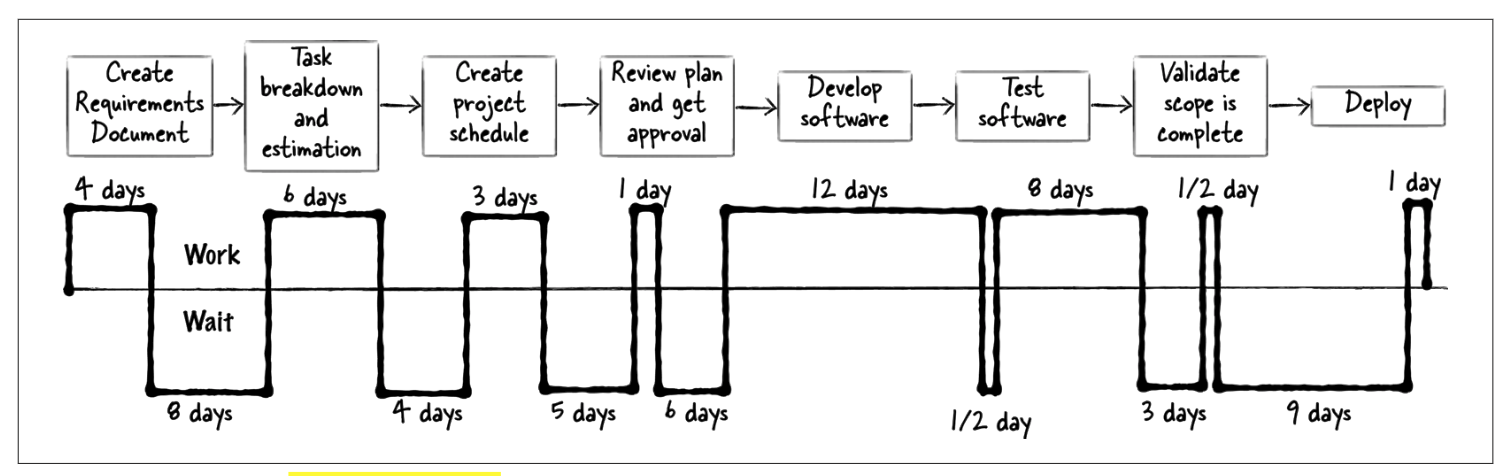 Create
Requirements
Document
Task
breakdown
and
estimation
Create
project
schedule
Review plan
and get
approval
Develop
software
Test
software
Validate
scope is
complete
Deploy
4 days
6 days
3 days
1 day
12 days
8 days
1/2 day
1 day
Work
Wait
8 days
4 days
5 days
6 days
1/2 day
3 days
9 days